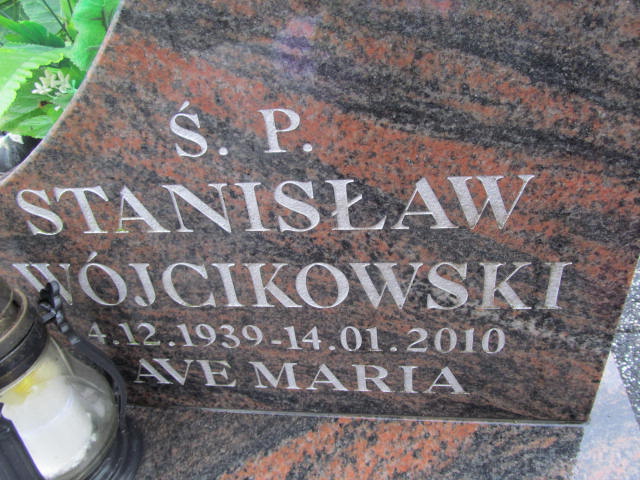 Ś. P.
STANISŁAW
WÓJCIKOWSKI
4.12.1939-14.01.2010
AVE MARIA